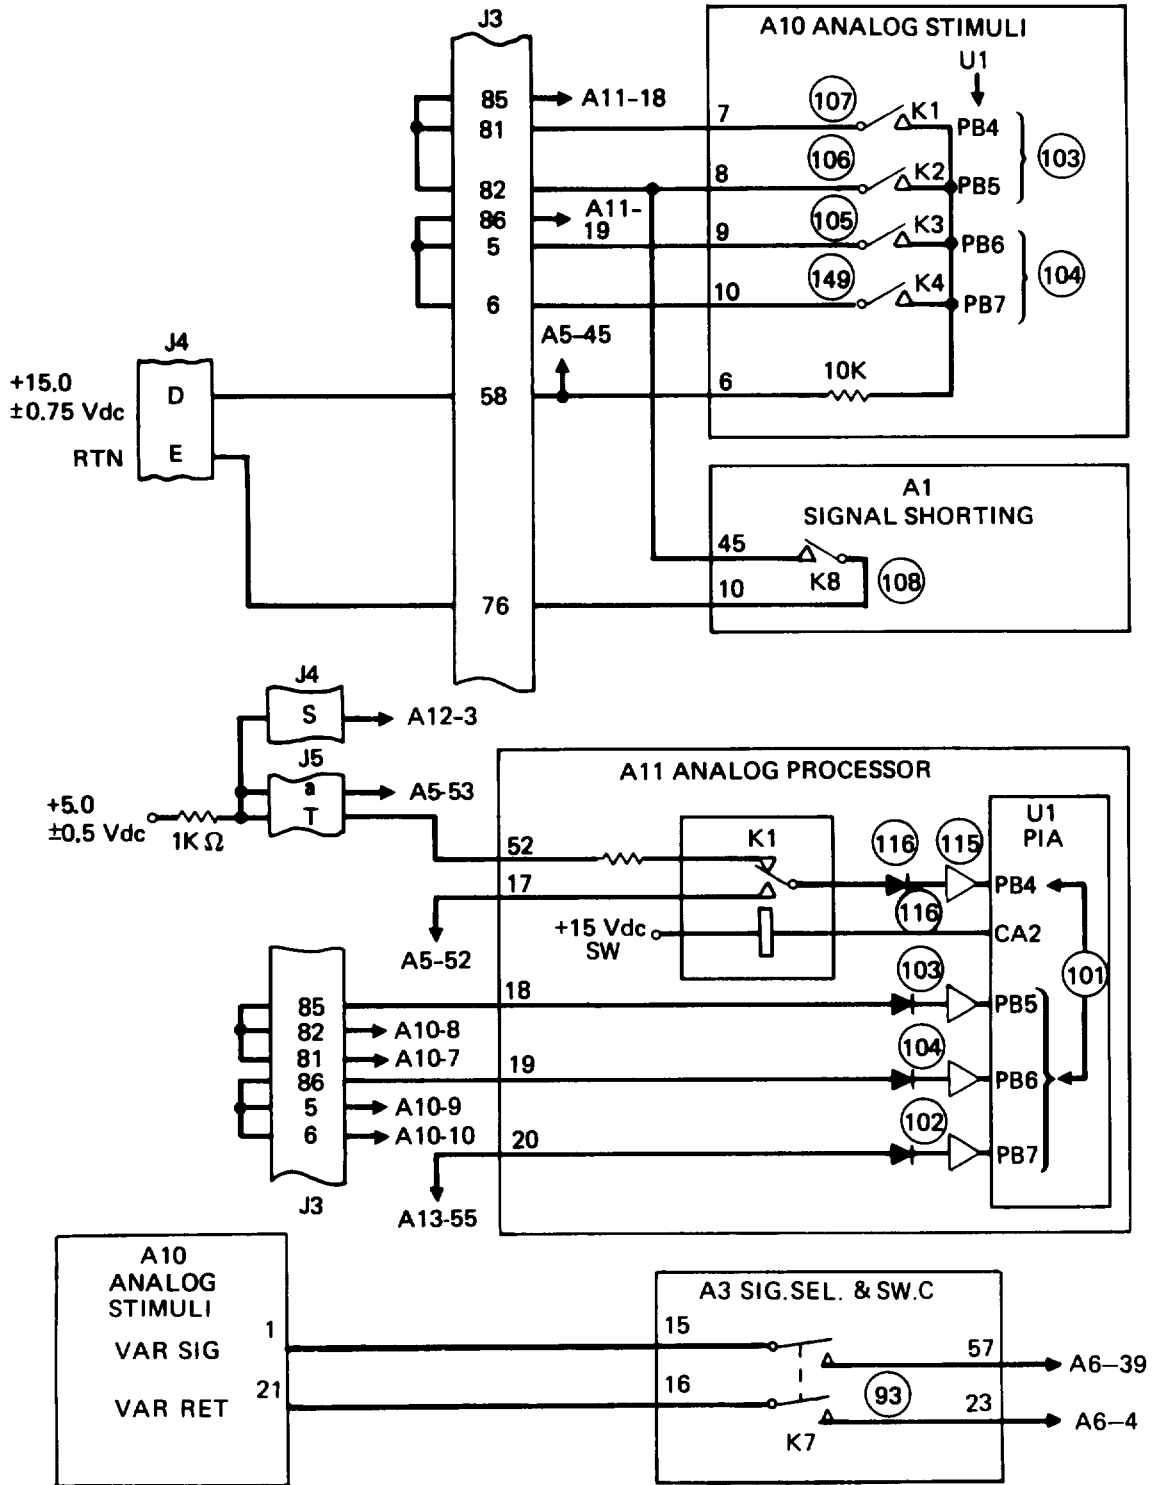 J3
A10 ANALOG STIMULI
U1
85
A11-18
81
7
107
K1
PB4
103
82
8
106
K2
PB5
86
A11-
19
5
9
105
K3
PB6
104
6
10
149
K4
PB7
A5-45
J4
+15.0
±0.75 Vdc
D
58
6
10K
RTN
E
A1
SIGNAL SHORTING
45
K8
108
76
10
J4
S
A12-3
J5
a
A5-53
T
+5.0
±0.5 Vdc
1KΩ
A11 ANALOG PROCESSOR
U1
PIA
K1
52
116
115
PB4
17
116
+15 Vdc
SW
CA2
A5-52
101
85
18
103
PB5
82
A10-8
81
A10-7
86
19
104
PB6
5
A10-9
6
A10-10
20
102
PB7
J3
A13-55
A10
ANALOG
STIMULI
A3 SIG.SEL. & SW.C
1
VAR SIG
15
57
A6-39
21
VAR RET
16
93
23
A6-4
K7